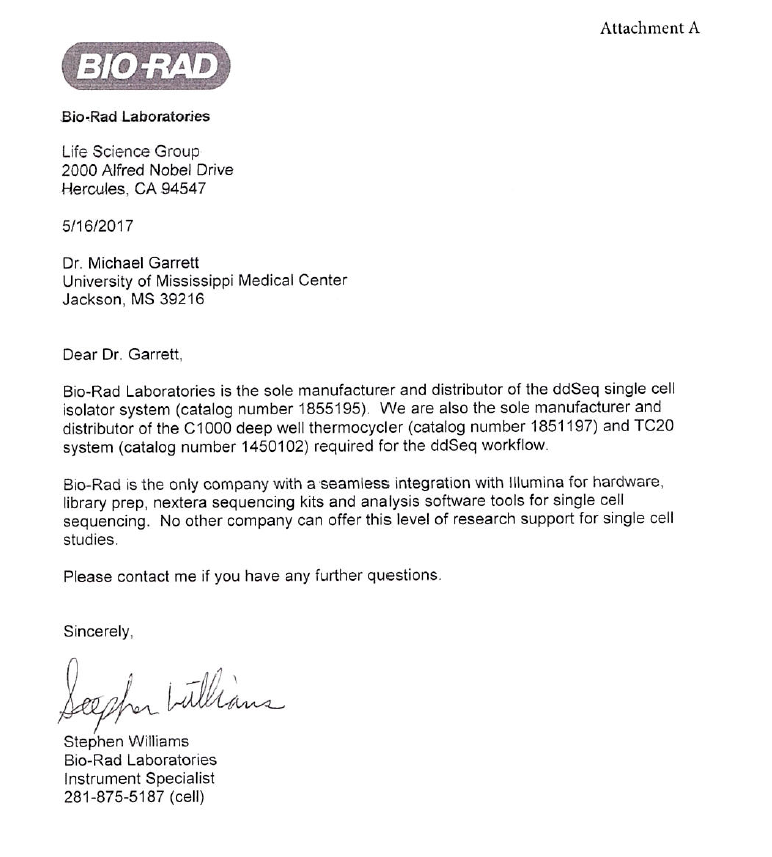 Attachment A
BIO-RAD
Bio-Rad Laboratories
Life Science Group
2000 Alfred Nobel Drive
Hercules, CA 94547
5/16/2017
Dr. Michael Garrett
University of Mississippi Medical Center
Jackson, MS 39216
Dear Dr. Garrett,
Bio-Rad Laboratories is the sole manufacturer and distributor of the ddSeq single cell
isolator system (catalog number 1855195). We are also the sole manufacturer and
distributor of the C1000 deep well thermocycler (catalog number 1851197) and TC20
system (catalog number 1450102) required for the ddSeq workflow.
Bio-Rad is the only company with a seamless integration with Illumina for hardware,
library prep, nextera sequencing kits and analysis software tools for single cell
sequencing. No other company can offer this level of research support for single cell
studies.
Please contact me if you have any further questions.
Sincerely,
Stephen Williams
Stephen Williams
Bio-Rad Laboratories
Instrument Specialist
281-875-5187 (cell)